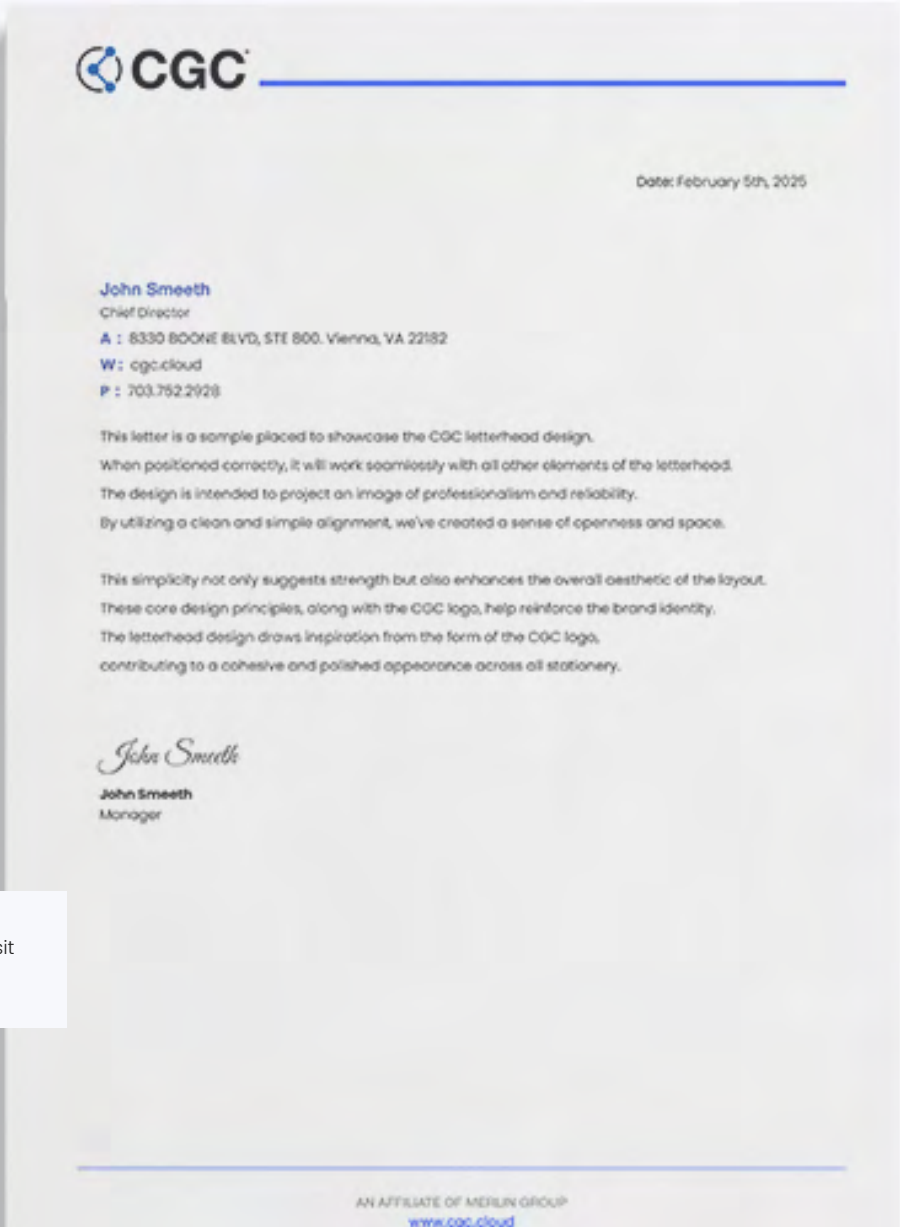 CGC
Date: February 5th, 2025
John Smeeth
Chief Director
A : 8330 BOONE BLVD, STE 800. Vienna, VA 22182
W : cgc.cloud
P : 703.752.2928
This letter is a sample placed to showcase the CGC letterhead design.
When positioned correctly, it will work seamlessly with all other elements of the letterhead.
The design is intended to project an image of professionalism and reliability.
By utilizing a clean and simple alignment, we've created a sense of openness and space.
This simplicity not only suggests strength but also enhances the overall aesthetic of the layout.
These core design principles, along with the CGC logo, help reinforce the brand identity.
The letterhead design draws inspiration from the form of the CGC logo,
contributing to a cohesive and polished appearance across all stationery.
John Smeeth
John Smeeth
Manager
sit
AN AFFILIATE OF MERLIN GROUP
www.cgc.cloud